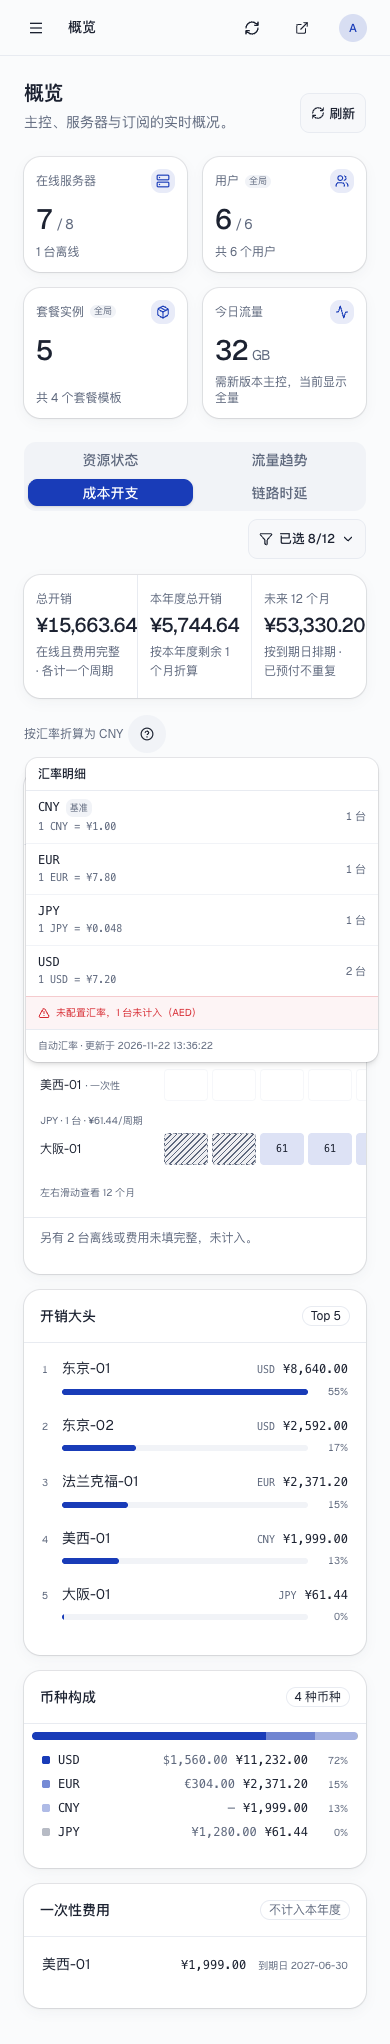 概览
A
概览
主控、服务器与订阅的实时概况。
刷新
在线服务器
7 / 8
1 台离线
用户 全局
6 / 6
共 6 个用户
套餐实例 全局
5
共 4 个套餐模板
今日流量
32 GB
需新版本主控，当前显示
全量
资源状态
流量趋势
成本开支
链路时延
已选 8/12
总开销
¥15,663.64
在线且费用完整
· 各计一个周期
本年度总开销
¥5,744.64
按本年度剩余 1
个月折算
未来 12 个月
¥53,330.20
按到期日排期 ·
已预付不重复
按汇率折算为 CNY
汇率明细
CNY 基准
1 CNY = ¥1.00
1 台
EUR
1 EUR = ¥7.80
1 台
JPY
1 JPY = ¥0.048
1 台
USD
1 USD = ¥7.20
2 台
未配置汇率，1 台未计入（AED）
自动汇率 · 更新于 2026-11-22 13:36:22
美西-01 · 一次性
JPY · 1 台 · ¥61.44/周期
大阪-01
61
61
左右滑动查看 12 个月
另有 2 台离线或费用未填完整，未计入。
开销大头
Top 5
1 东京-01 USD ¥8,640.00
55%
2 东京-02 USD ¥2,592.00
17%
3 法兰克福-01 EUR ¥2,371.20
15%
4 美西-01 CNY ¥1,999.00
13%
5 大阪-01 JPY ¥61.44
0%
币种构成
4 种币种
USD $1,560.00 ¥11,232.00 72%
EUR €304.00 ¥2,371.20 15%
CNY — ¥1,999.00 13%
JPY ¥1,280.00 ¥61.44 0%
一次性费用
不计入本年度
美西-01 ¥1,999.00 到期日 2027-06-30